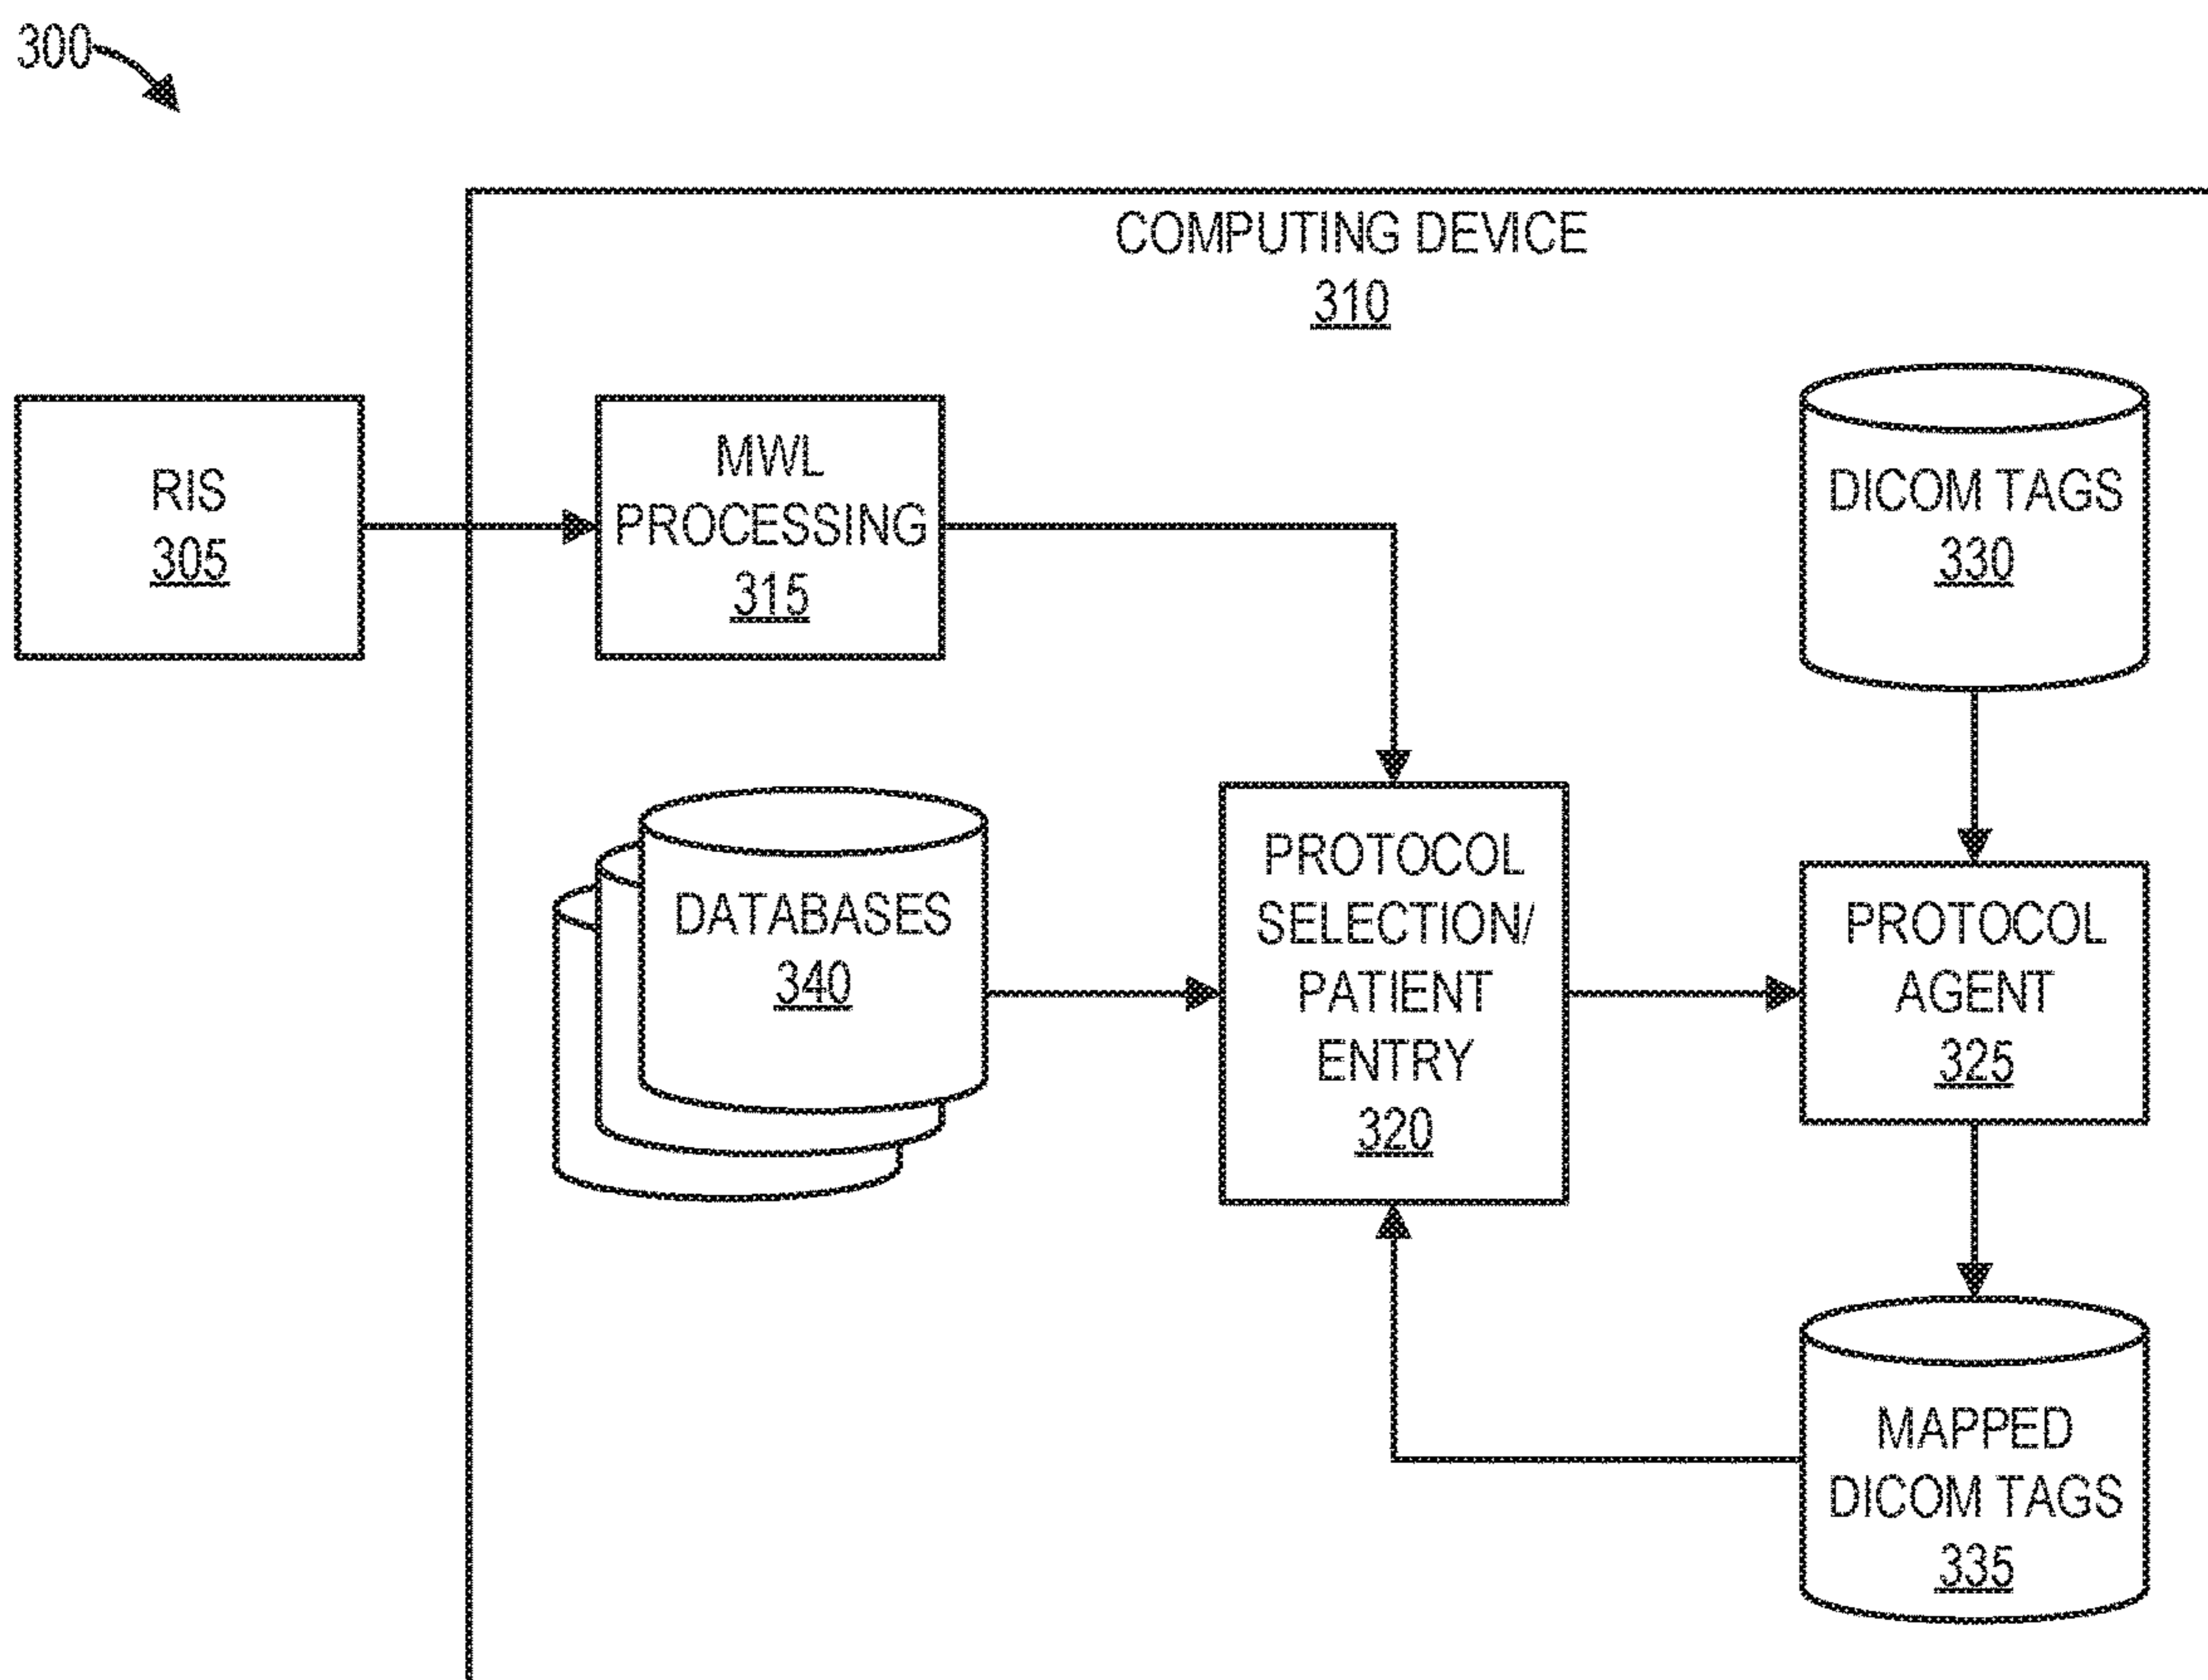 300
COMPUTING DEVICE
310
RIS
305
MWL
PROCESSING
315
DICOM TAGS
330
DATABASES
340
PROTOCOL
SELECTION/
PATIENT
ENTRY
320
PROTOCOL
AGENT
325
MAPPED
DICOM TAGS
335